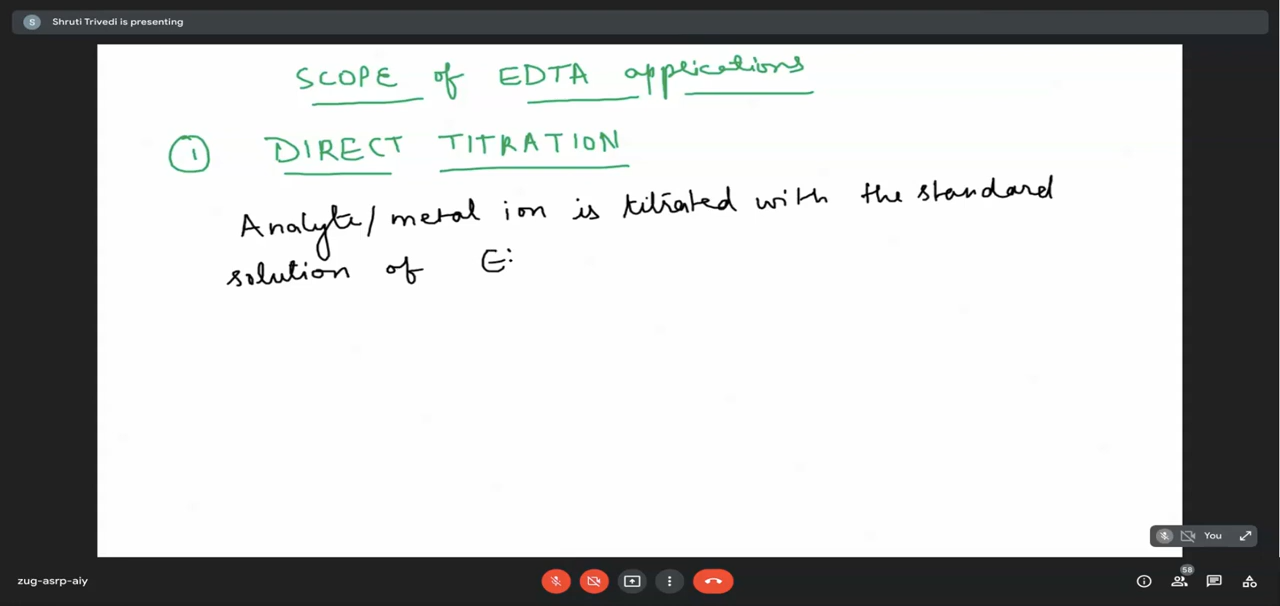 S Shruti Trivedi is presenting
SCOPE of EDTA applications
1 DIRECT TITRATION
Analyte/metal ion is titrated with the standard
solution of
You
zug-asrp-aiy
58